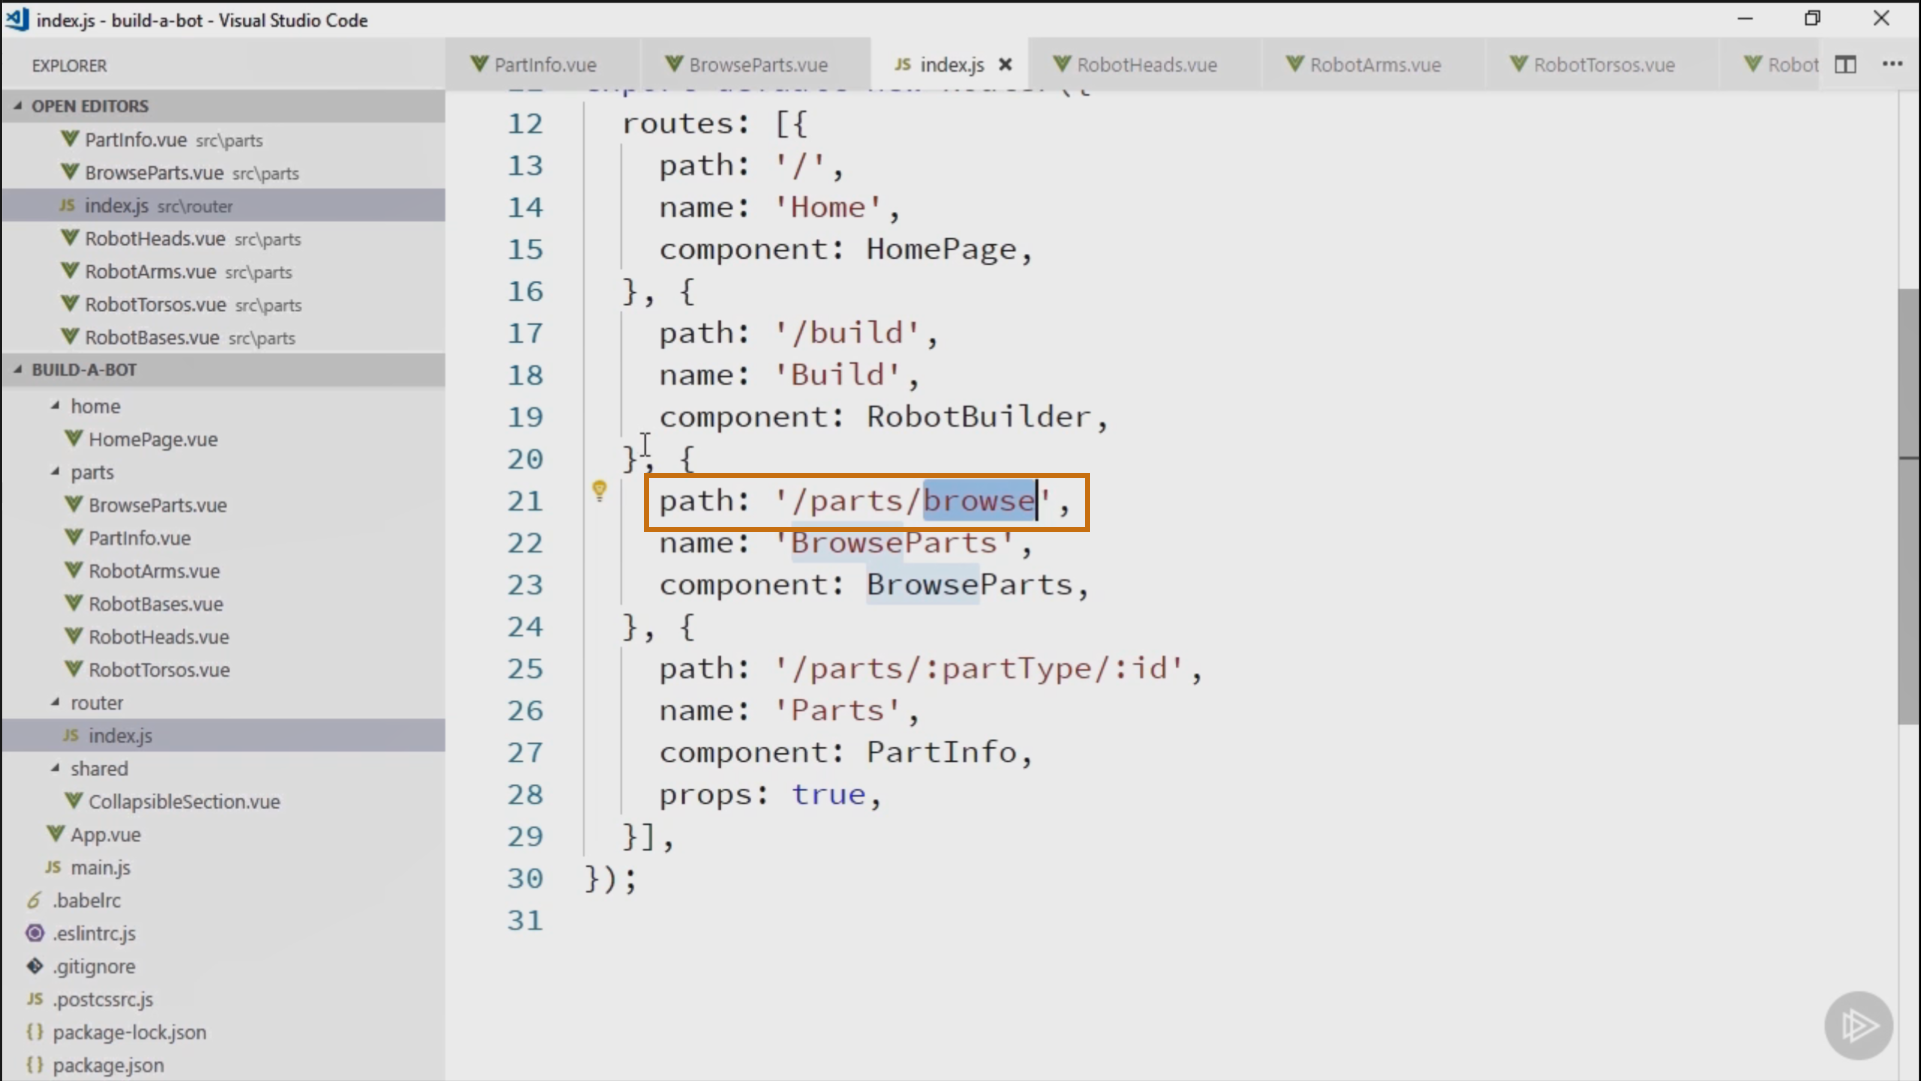 index.js - build-a-bot - Visual Studio Code
EXPLORER
PartInfo.vue
BrowseParts.vue
JS index.js
RobotHeads.vue
RobotArms.vue
RobotTorsos.vue
Robot
OPEN EDITORS
PartInfo.vue src\parts
BrowseParts.vue src\parts
JS index.js src\router
RobotHeads.vue src\parts
RobotArms.vue src\parts
RobotTorsos.vue src\parts
RobotBases.vue src\parts
BUILD-A-BOT
home
HomePage.vue
parts
BrowseParts.vue
PartInfo.vue
RobotArms.vue
RobotBases.vue
RobotHeads.vue
RobotTorsos.vue
router
JS index.js
shared
CollapsibleSection.vue
App.vue
JS main.js
.babelrc
.eslintrc.js
.gitignore
JS .postcssrc.js
{} package-lock.json
{} package.json
12 routes: [{
13 path: '/',
14 name: 'Home',
15 component: HomePage,
16 }, {
17 path: '/build',
18 name: 'Build',
19 component: RobotBuilder,
20 }, {
21 path: '/parts/browse',
22 name: 'BrowseParts',
23 component: BrowseParts,
24 }, {
25 path: '/parts/:partType/:id',
26 name: 'Parts',
27 component: PartInfo,
28 props: true,
29 }],
30 });
31